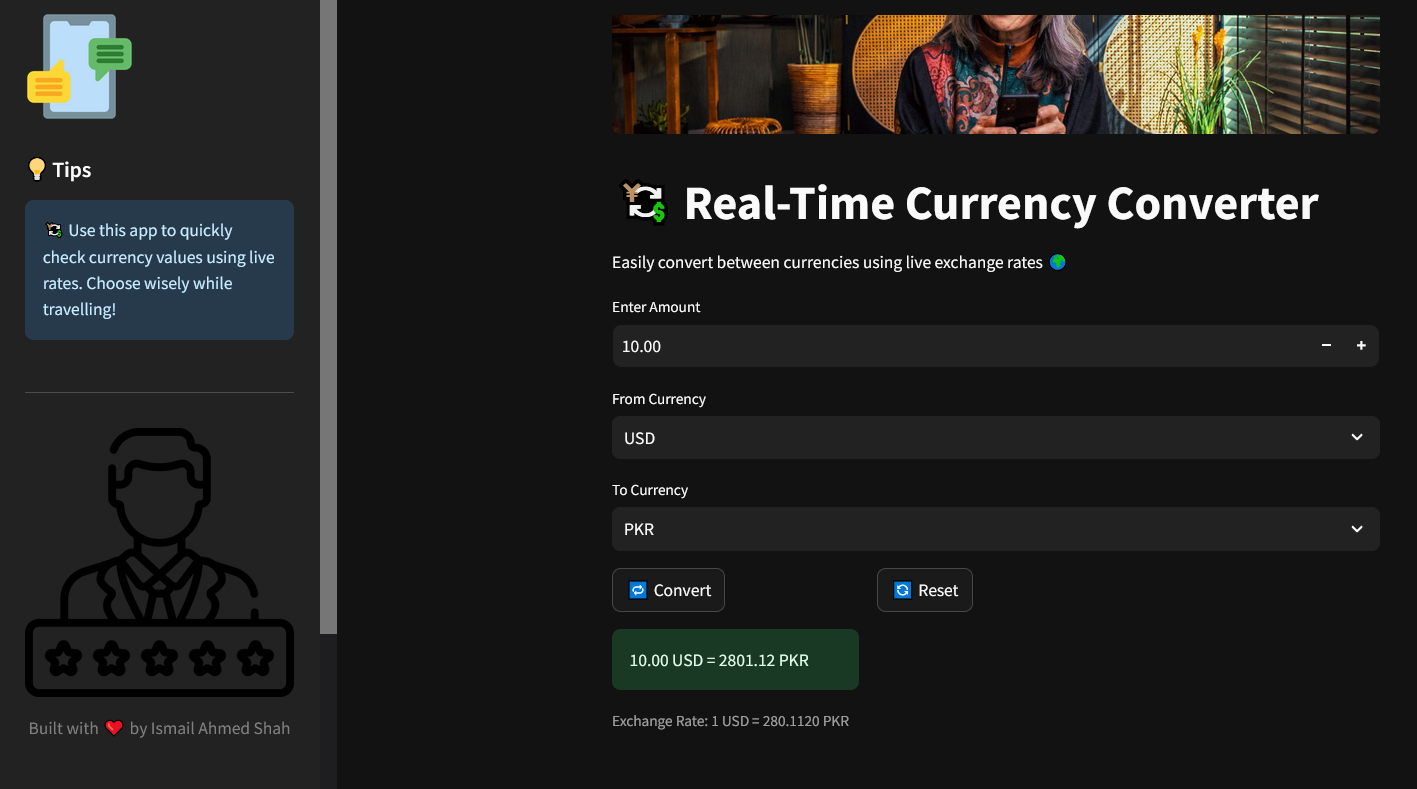 💡 Tips
💱 Use this app to quickly
check currency values using live
rates. Choose wisely while
travelling!
Built with ❤️ by Ismail Ahmed Shah
💱 Real-Time Currency Converter
Easily convert between currencies using live exchange rates 🌍
Enter Amount
10.00 − +
From Currency
USD
To Currency
PKR
🔁 Convert 🔄 Reset
10.00 USD = 2801.12 PKR
Exchange Rate: 1 USD = 280.1120 PKR